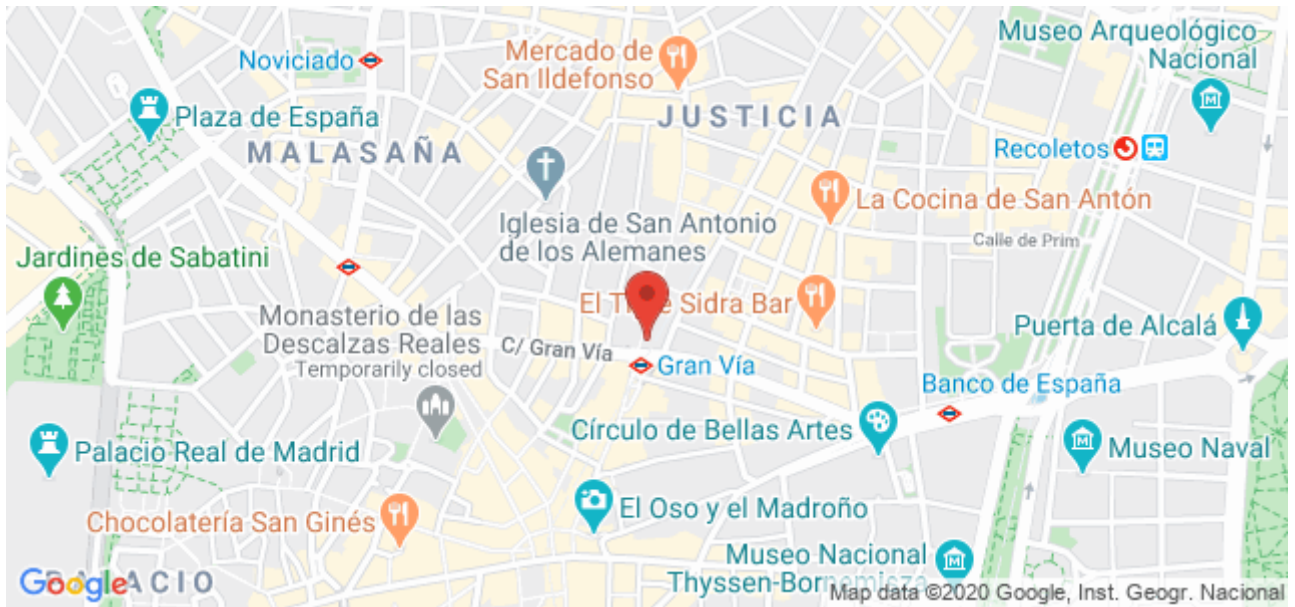 Museo Arqueológico
Nacional
Noviciado
Mercado de
San Ildefonso
Plaza de España
JUSTICIA
MALASAÑA
Recoletos
La Cocina de San Antón
Iglesia de San Antonio
de los Alemanes
Calle de Prim
Jardines de Sabatini
El Sidra Bar
Monasterio de las
Descalzas Reales
Temporarily closed
C/ Gran Vía
Puerta de Alcalá
Gran Vía
Banco de España
Círculo de Bellas Artes
Palacio Real de Madrid
Museo Naval
Chocolatería San Ginés
El Oso y el Madroño
Museo Nacional
Thyssen-Bornemisza
Google
ACIO
Map data ©2020 Google, Inst. Geogr. Nacional